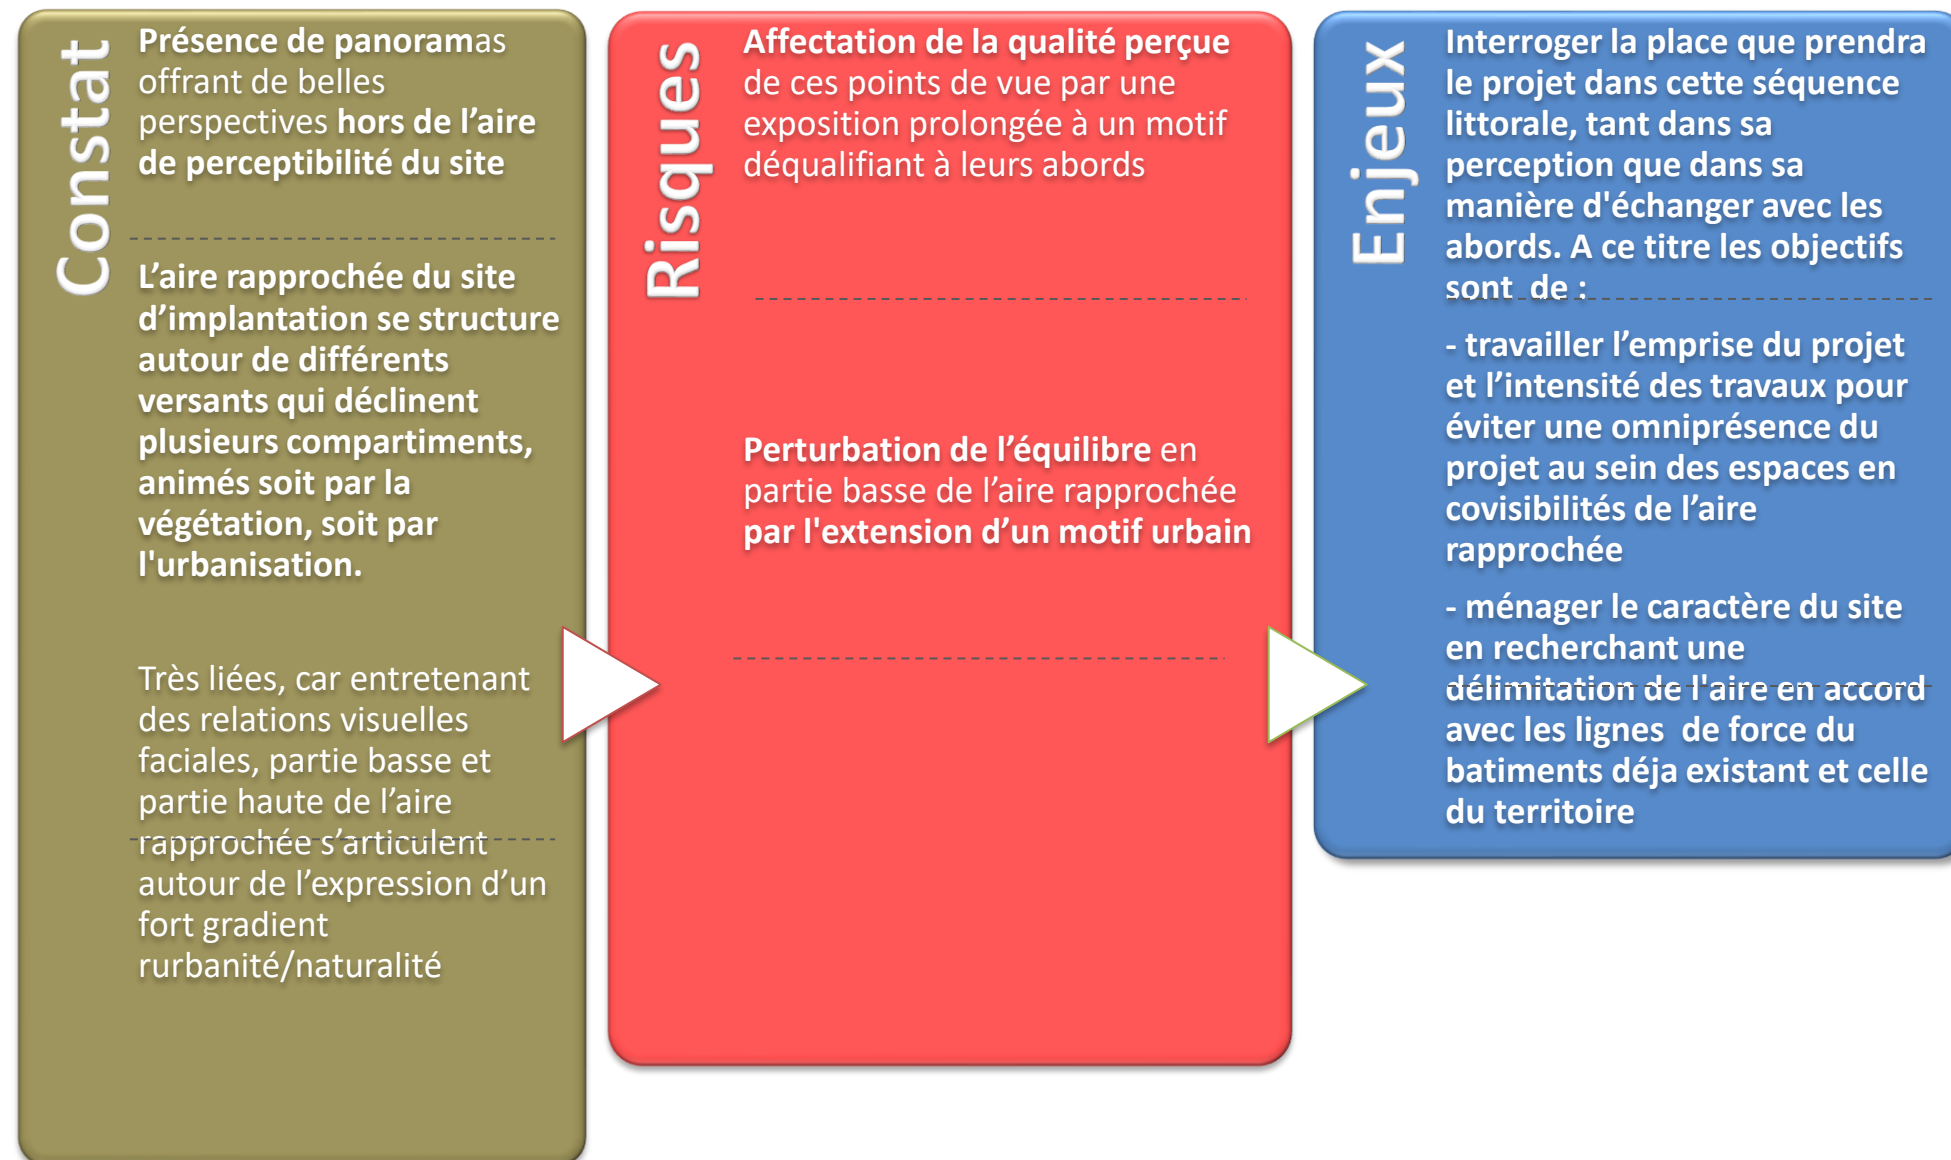 Constat
Présence de panoramas
offrant de belles
perspectives hors de l’aire
de perceptibilité du site
L’aire rapprochée du site
d’implantation se structure
autour de différents
versants qui déclinent
plusieurs compartiments,
animés soit par la
végétation, soit par
l'urbanisation.
Très liées, car entretenant
des relations visuelles
faciales, partie basse et
partie haute de l’aire
rapprochée s’articulent
autour de l’expression d’un
fort gradient
rurbanité/naturalité
Risques
Affectation de la qualité perçue
de ces points de vue par une
exposition prolongée à un motif
déqualifiant à leurs abords
Perturbation de l’équilibre en
partie basse de l’aire rapprochée
par l'extension d’un motif urbain
Enjeux
Interroger la place que prendra
le projet dans cette séquence
littorale, tant dans sa
perception que dans sa
manière d'échanger avec les
abords. A ce titre les objectifs
sont  de :
- travailler l’emprise du projet
et l’intensité des travaux pour
éviter une omniprésence du
projet au sein des espaces en
covisibilités de l’aire
rapprochée
- ménager le caractère du site
en recherchant une
délimitation de l'aire en accord
avec les lignes  de force du
batiments déja existant et celle
du territoire